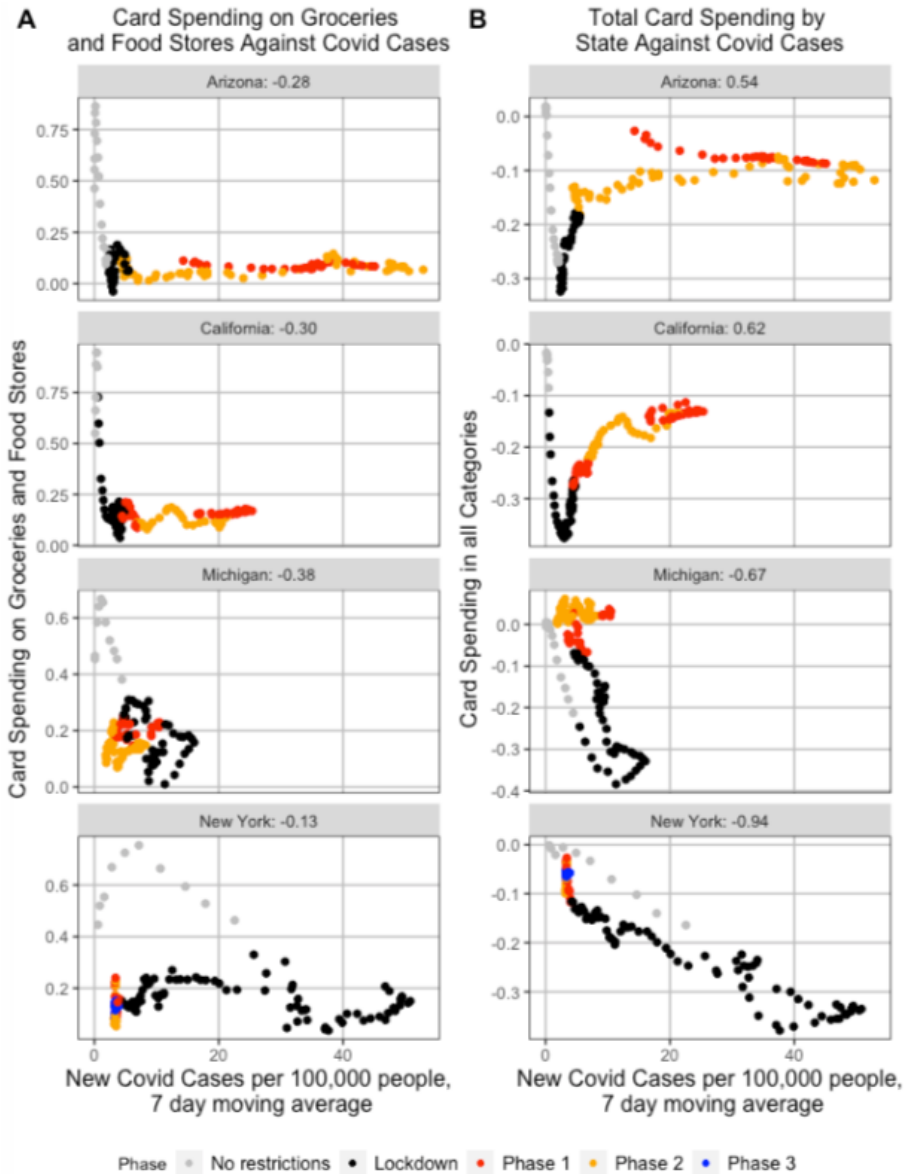 A
Card Spending on Groceries
and Food Stores Against Covid Cases
B
Total Card Spending by
State Against Covid Cases
Card Spending on Groceries and Food Stores
Arizona: -0.28
0.75
0.50
0.25
0.00
California: -0.30
0.75
0.50
0.25
0.00
Michigan: -0.38
0.6
0.4
0.2
0.0
New York: -0.13
0.6
0.4
0.2
0
20
40
New Covid Cases per 100,000 people,
7 day moving average
Card Spending in all Categories
Arizona: 0.54
0.0
-0.1
-0.2
-0.3
California: 0.62
-0.1
-0.2
-0.3
Michigan: -0.67
0.0
-0.1
-0.2
-0.3
-0.4
New York: -0.94
0.0
-0.1
-0.2
-0.3
0
20
40
New Covid Cases per 100,000 people,
7 day moving average
Phase No restrictions Lockdown Phase 1 Phase 2 Phase 3